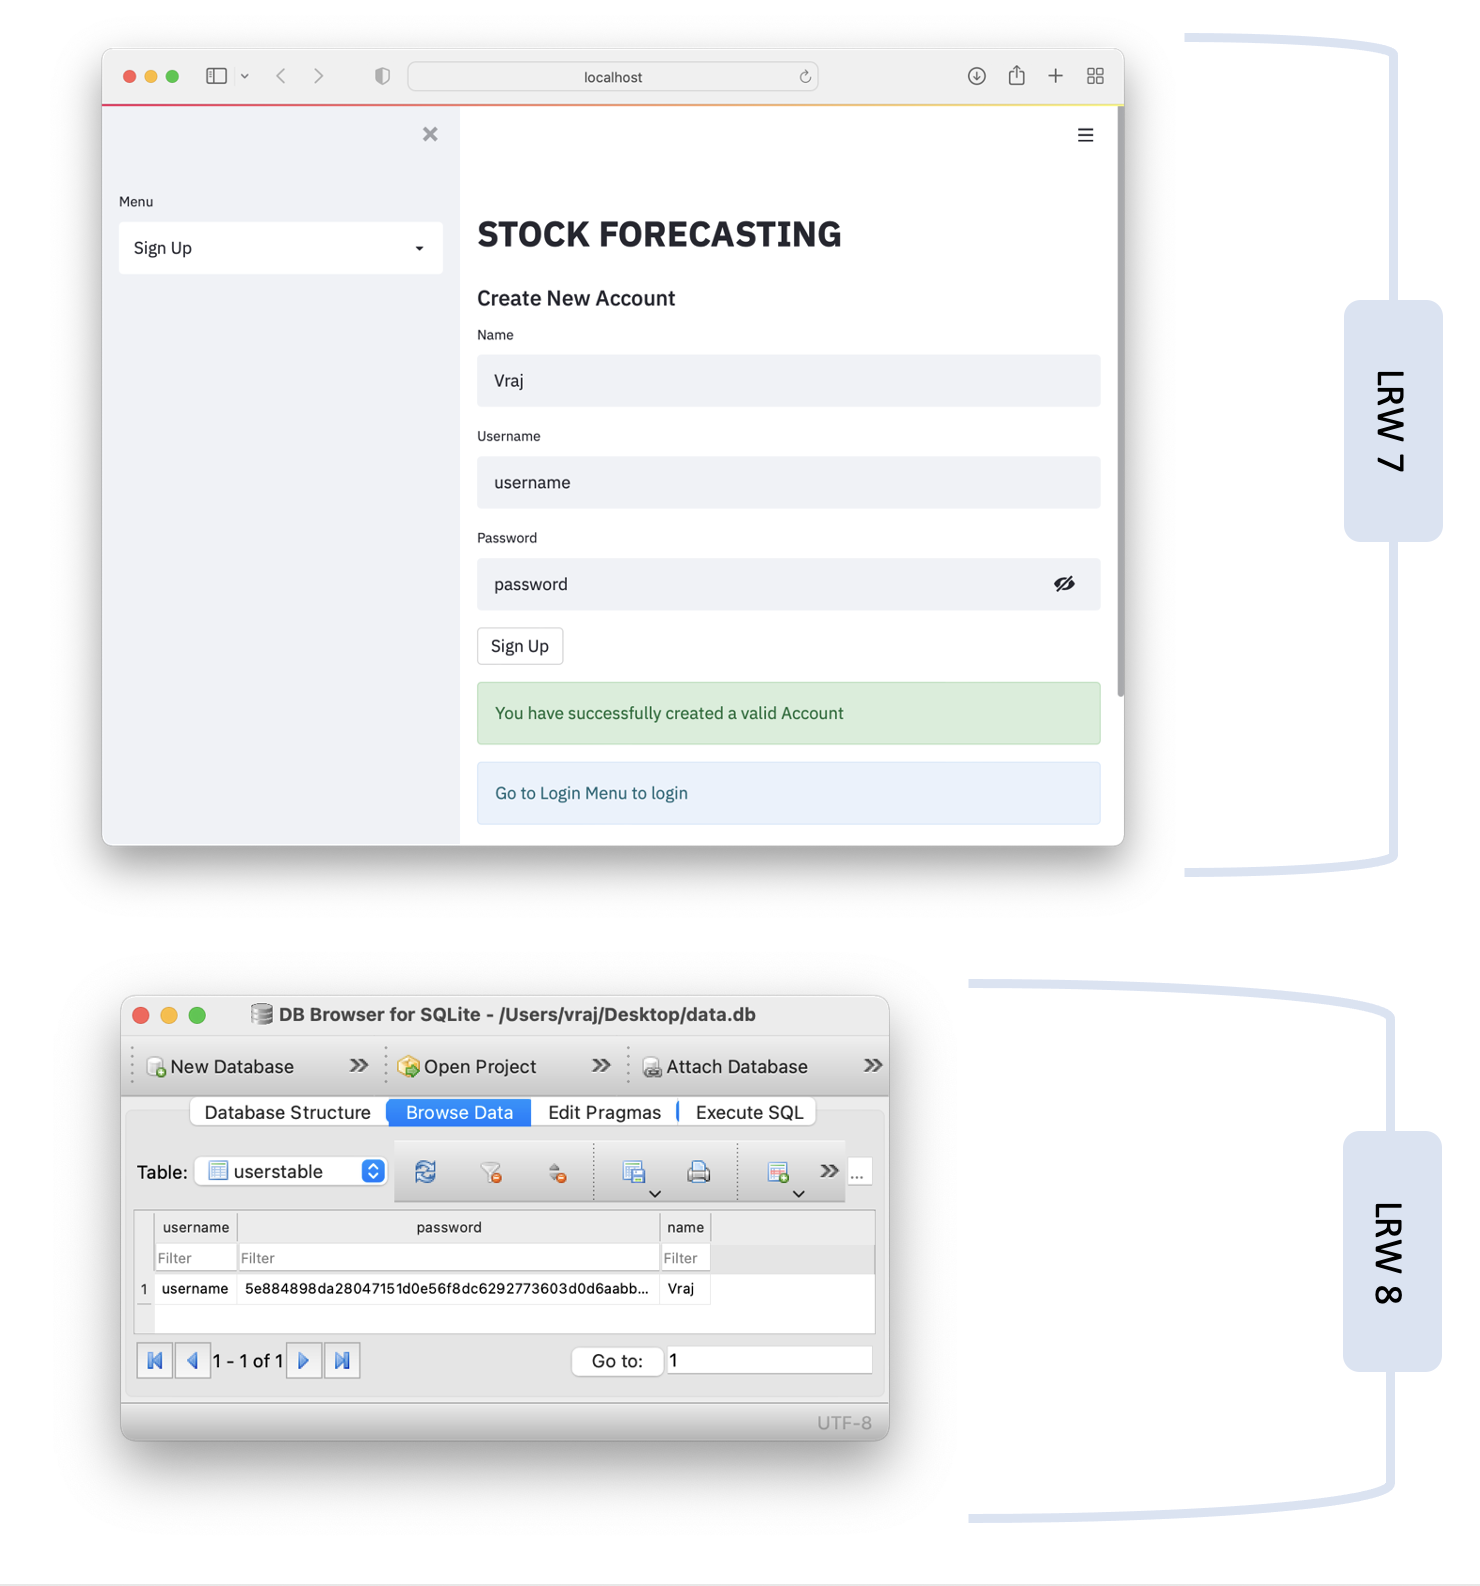 localhost
Menu
Sign Up
STOCK FORECASTING
Create New Account
Name
Vraj
Username
username
Password
password
Sign Up
You have successfully created a valid Account
Go to Login Menu to login
LRW 7
DB Browser for SQLite - /Users/vraj/Desktop/data.db
New Database » Open Project » Attach Database »
Database Structure Browse Data Edit Pragmas Execute SQL
Table: userstable » ...
username password name
Filter Filter Filter
1 username 5e884898da28047151d0e56f8dc6292773603d0d6aabb... Vraj
1 - 1 of 1 Go to: 1
UTF-8
LRW 8